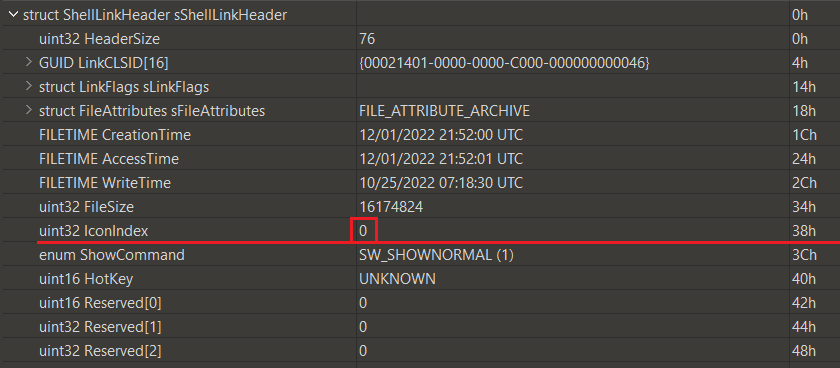 struct ShellLinkHeader sShellLinkHeader 0h
uint32 HeaderSize 76 0h
GUID LinkCLSID[16] {00021401-0000-0000-C000-000000000046} 4h
struct LinkFlags sLinkFlags 14h
struct FileAttributes sFileAttributes FILE_ATTRIBUTE_ARCHIVE 18h
FILETIME CreationTime 12/01/2022 21:52:00 UTC 1Ch
FILETIME AccessTime 12/01/2022 21:52:01 UTC 24h
FILETIME WriteTime 10/25/2022 07:18:30 UTC 2Ch
uint32 FileSize 16174824 34h
uint32 IconIndex 0 38h
enum ShowCommand SW_SHOWNORMAL (1) 3Ch
uint16 HotKey UNKNOWN 40h
uint16 Reserved[0] 0 42h
uint32 Reserved[1] 0 44h
uint32 Reserved[2] 0 48h